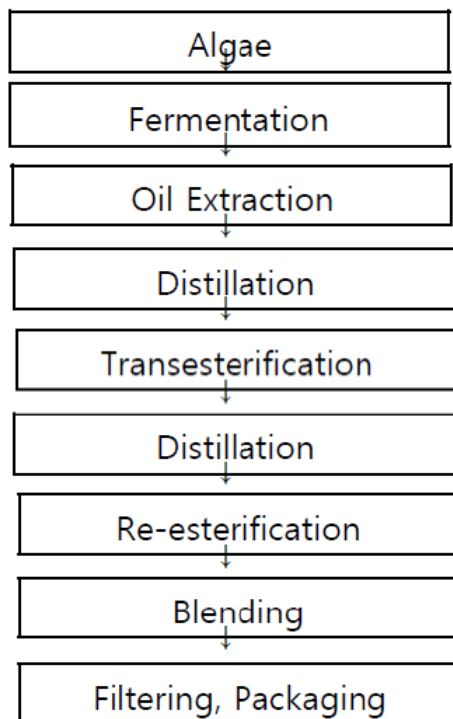 Algae
↓
Fermentation
↓
Oil Extraction
↓
Distillation
↓
Transesterification
↓
Distillation
↓
Re-esterification
↓
Blending
↓
Filtering, Packaging